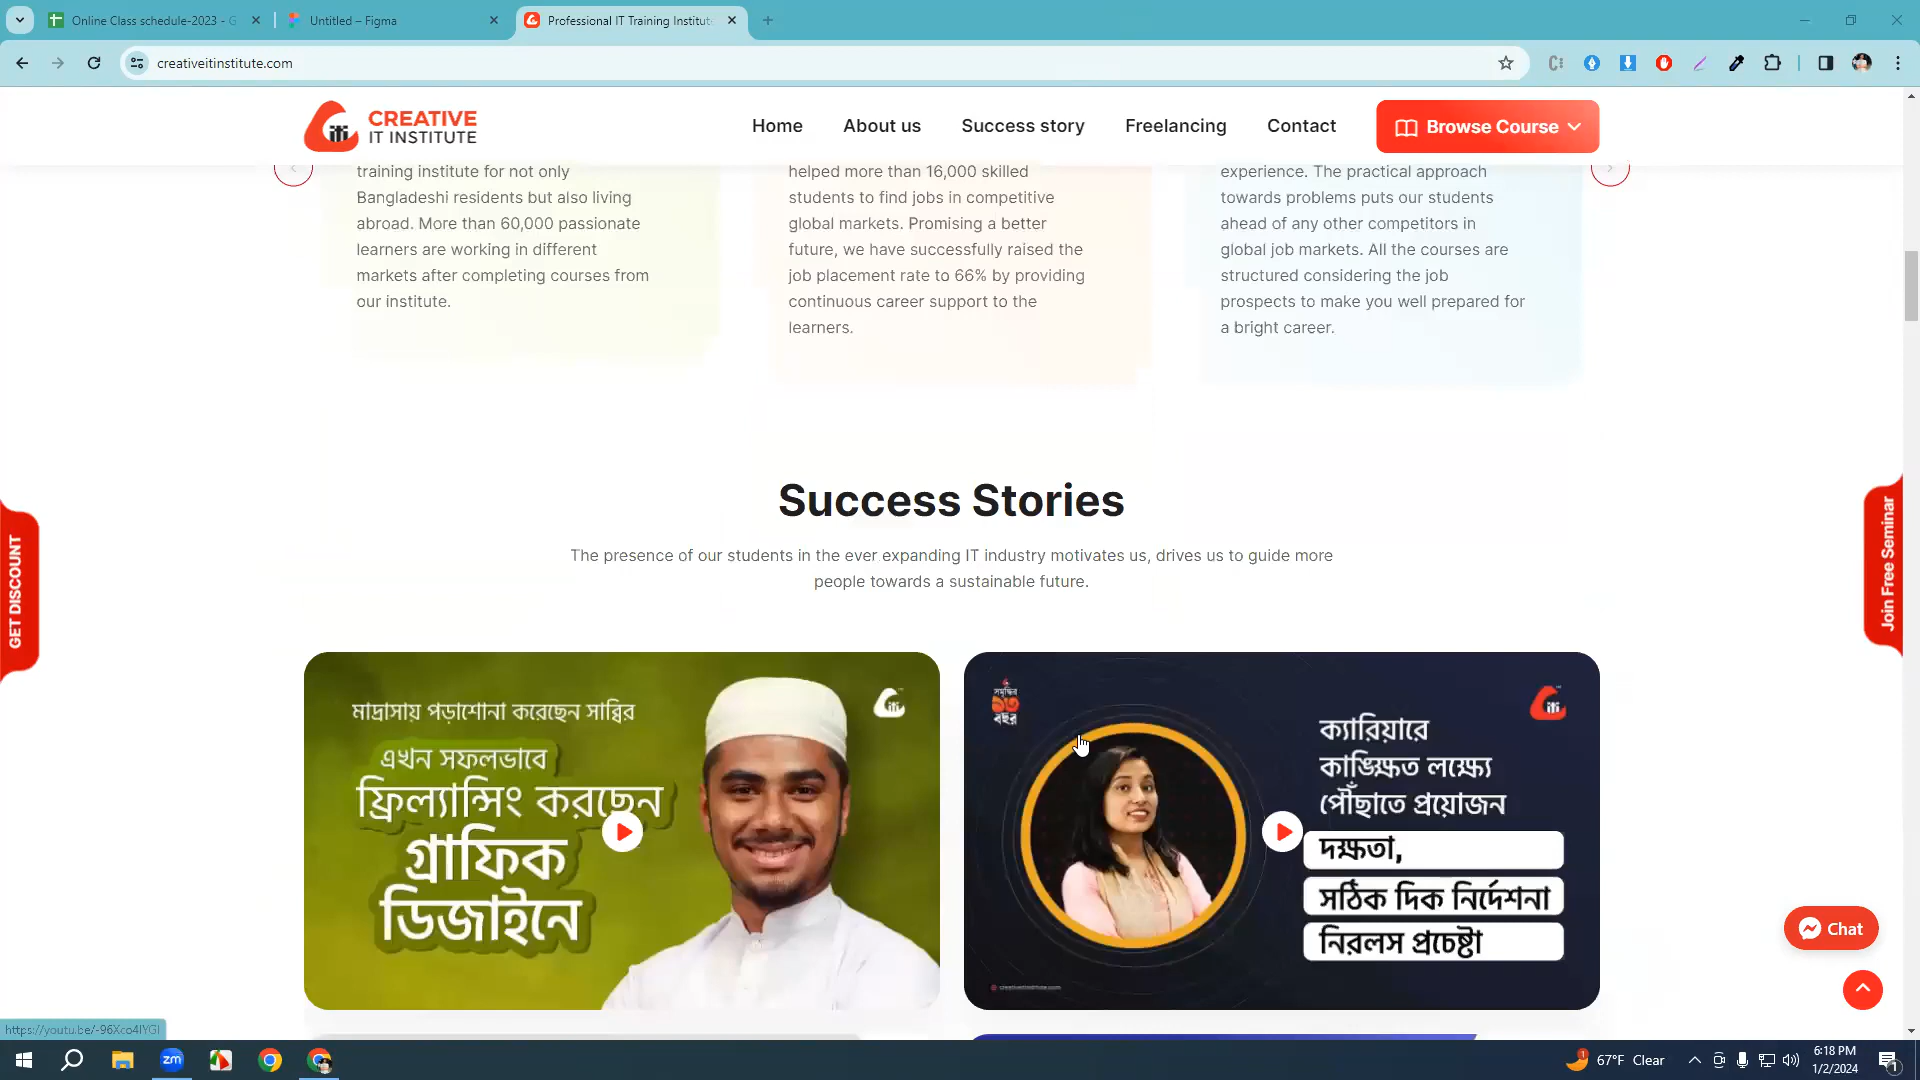 Online Class schedule-2023 - G
Untitled – Figma
Professional IT Training Institut
creativeitinstitute.com
CREATIVE
IT INSTITUTE
Home
About us
Success story
Freelancing
Contact
Browse Course
training institute for not only
Bangladeshi residents but also living
abroad. More than 60,000 passionate
learners are working in different
markets after completing courses from
our institute.
helped more than 16,000 skilled
students to find jobs in competitive
global markets. Promising a better
future, we have successfully raised the
job placement rate to 66% by providing
continuous career support to the
learners.
experience. The practical approach
towards problems puts our students
ahead of any other competitors in
global job markets. All the courses are
structured considering the job
prospects to make you well prepared for
a bright career.
GET DISCOUNT
Join Free Seminar
Success Stories
The presence of our students in the ever expanding IT industry motivates us, drives us to guide more
people towards a sustainable future.
মাদ্রাসায় পড়াশোনা করেছেন সাব্বির
এখন সফলভাবে
ফ্রিল্যান্সিং করছেন
গ্রাফিক
ডিজাইনে
সমৃদ্ধির
১৩
বছর
ক্যারিয়ারে
কাঙ্ক্ষিত লক্ষ্যে
পৌঁছাতে প্রয়োজন
দক্ষতা,
সঠিক দিক নির্দেশনা
নিরলস প্রচেষ্টা
creativeitinstitute.com
Chat
https://youtu.be/-96Xco4IYGI
zm
67°F Clear
6:18 PM
1/2/2024
1